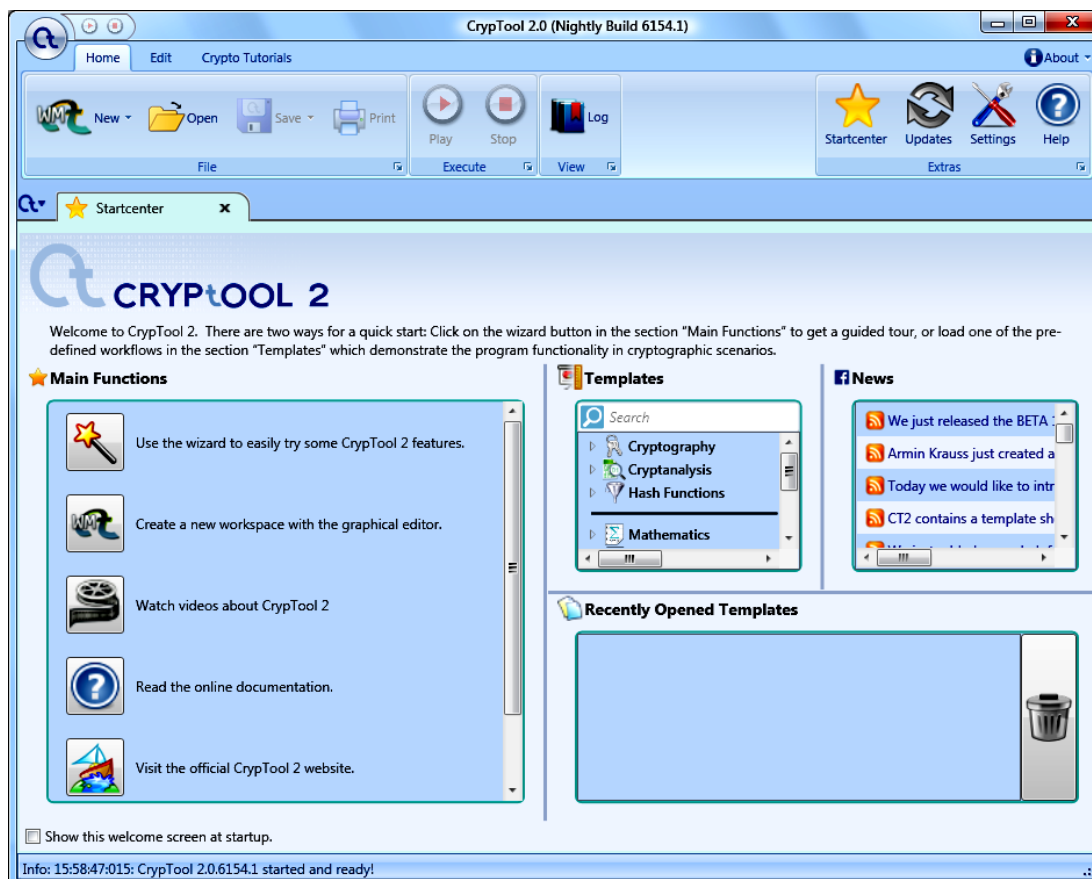 CrypTool 2.0 (Nightly Build 6154.1)
Home Edit Crypto Tutorials About
New Open Save Print Play Stop Log Startcenter Updates Settings Help
File Execute View Extras
Startcenter
CRYPtOOL 2
Welcome to CrypTool 2. There are two ways for a quick start: Click on the wizard button in the section "Main Functions" to get a guided tour, or load one of the pre-
defined workflows in the section "Templates" which demonstrate the program functionality in cryptographic scenarios.
Main Functions
Use the wizard to easily try some CrypTool 2 features.
Create a new workspace with the graphical editor.
Watch videos about CrypTool 2
Read the online documentation.
Visit the official CrypTool 2 website.
Templates
Search
Cryptography
Cryptanalysis
Hash Functions
Mathematics
News
We just released the BETA
Armin Krauss just created a
Today we would like to intr
CT2 contains a template sh
Recently Opened Templates
Show this welcome screen at startup.
Info: 15:58:47:015: CrypTool 2.0.6154.1 started and ready!